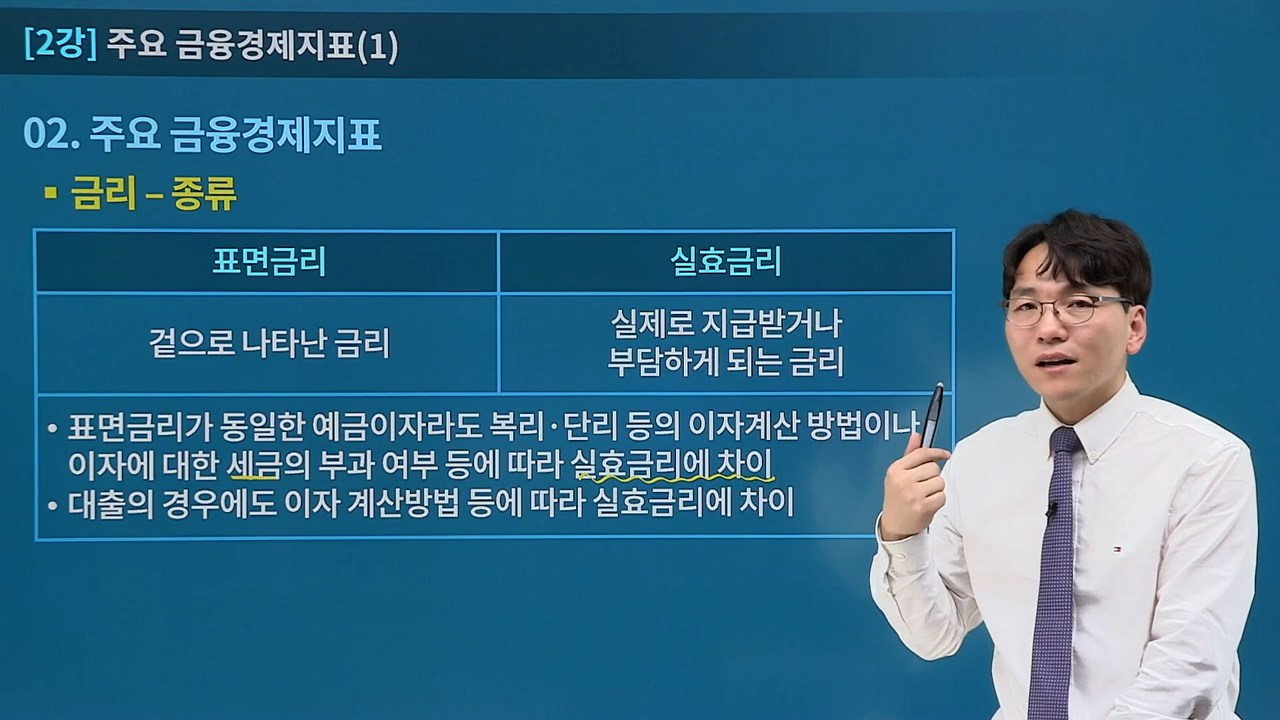 [2강] 주요 금융경제지표(1)
02. 주요 금융경제지표
▪ 금리 – 종류
표면금리
실효금리
겉으로 나타난 금리
실제로 지급받거나
부담하게 되는 금리
• 표면금리가 동일한 예금이자라도 복리·단리 등의 이자계산 방법이나
이자에 대한 세금의 부과 여부 등에 따라 실효금리에 차이
• 대출의 경우에도 이자 계산방법 등에 따라 실효금리에 차이